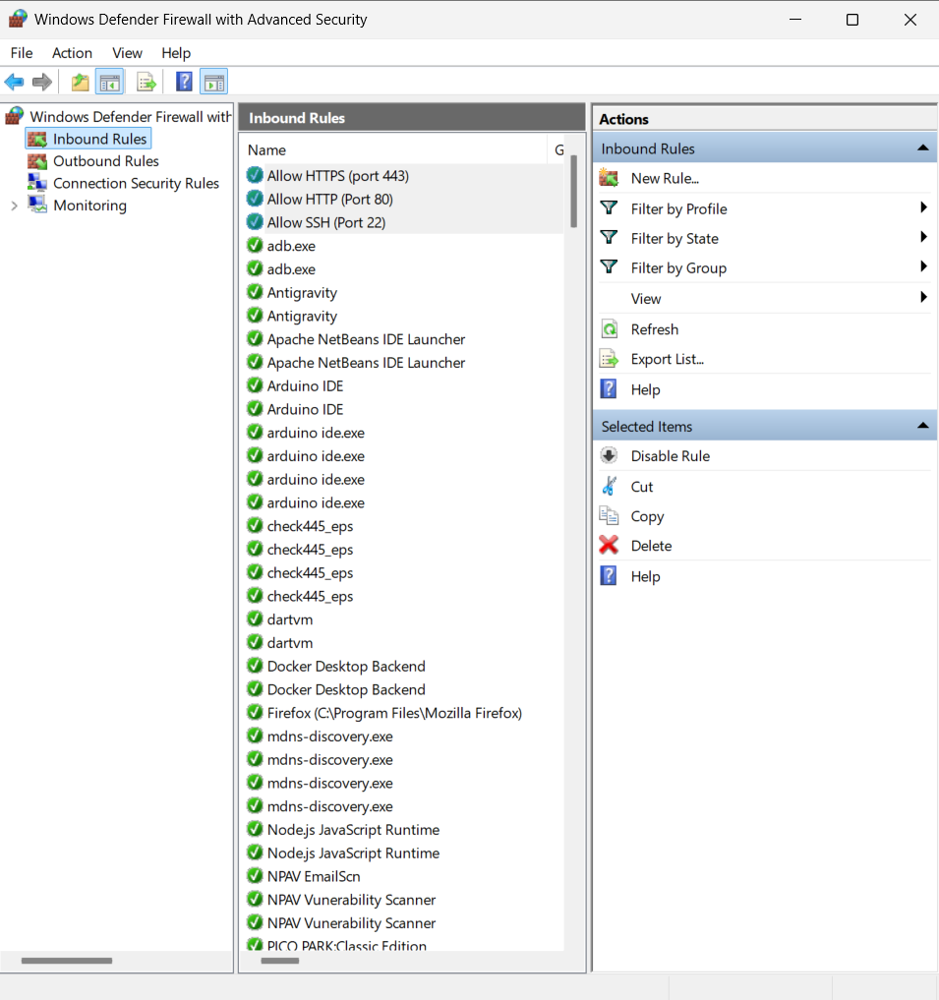 Windows Defender Firewall with Advanced Security
File Action View Help
Windows Defender Firewall with
Inbound Rules
Outbound Rules
Connection Security Rules
Monitoring
Inbound Rules
Name G
Allow HTTPS (port 443)
Allow HTTP (Port 80)
Allow SSH (Port 22)
adb.exe
adb.exe
Antigravity
Antigravity
Apache NetBeans IDE Launcher
Apache NetBeans IDE Launcher
Arduino IDE
Arduino IDE
arduino ide.exe
arduino ide.exe
arduino ide.exe
arduino ide.exe
check445_eps
check445_eps
check445_eps
check445_eps
dartvm
dartvm
Docker Desktop Backend
Docker Desktop Backend
Firefox (C:\Program Files\Mozilla Firefox)
mdns-discovery.exe
mdns-discovery.exe
mdns-discovery.exe
mdns-discovery.exe
Node.js JavaScript Runtime
Node.js JavaScript Runtime
NPAV EmailScn
NPAV Vunerability Scanner
NPAV Vunerability Scanner
PICO PARK:Classic Edition
Actions
Inbound Rules
New Rule...
Filter by Profile
Filter by State
Filter by Group
View
Refresh
Export List...
Help
Selected Items
Disable Rule
Cut
Copy
Delete
Help